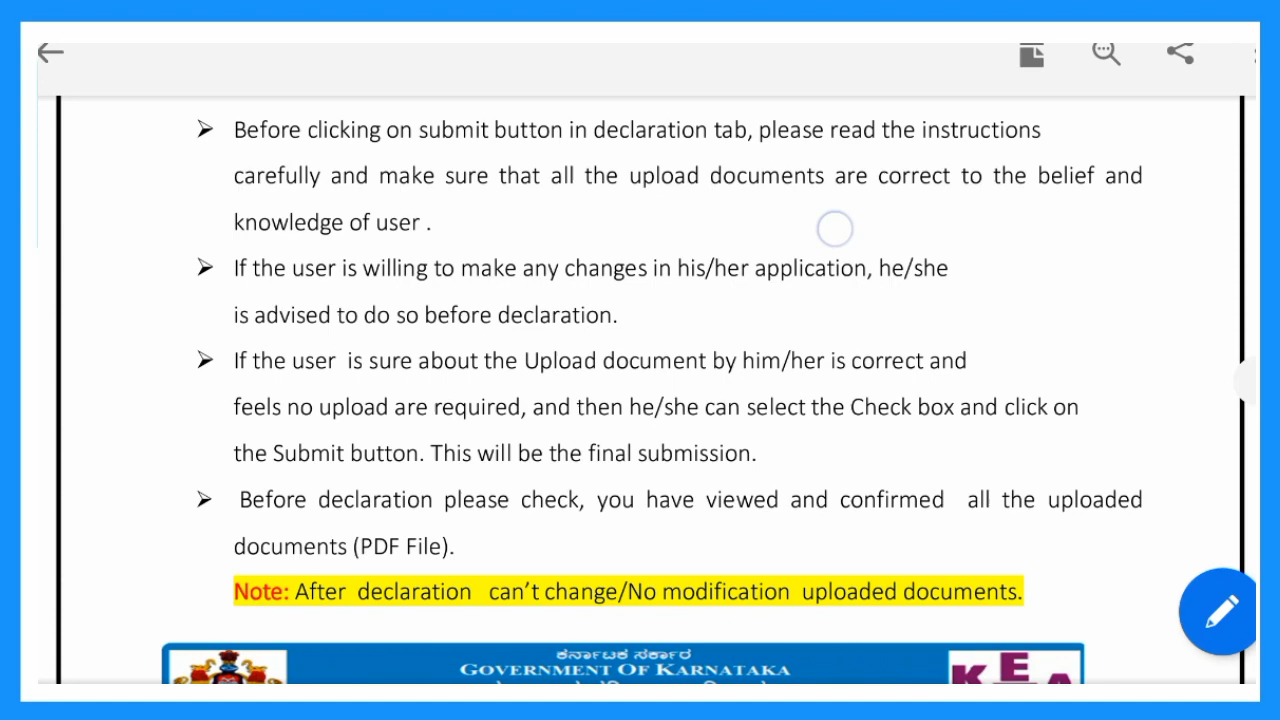 Before clicking on submit button in declaration tab, please read the instructions
carefully and make sure that all the upload documents are correct to the belief and
knowledge of user .
If the user is willing to make any changes in his/her application, he/she
is advised to do so before declaration.
If the user is sure about the Upload document by him/her is correct and
feels no upload are required, and then he/she can select the Check box and click on
the Submit button. This will be the final submission.
Before declaration please check, you have viewed and confirmed all the uploaded
documents (PDF File).
Note: After declaration can't change/No modification uploaded documents.
ಕರ್ನಾಟಕ ಸರ್ಕಾರ
GOVERNMENT OF KARNATAKA
KEA